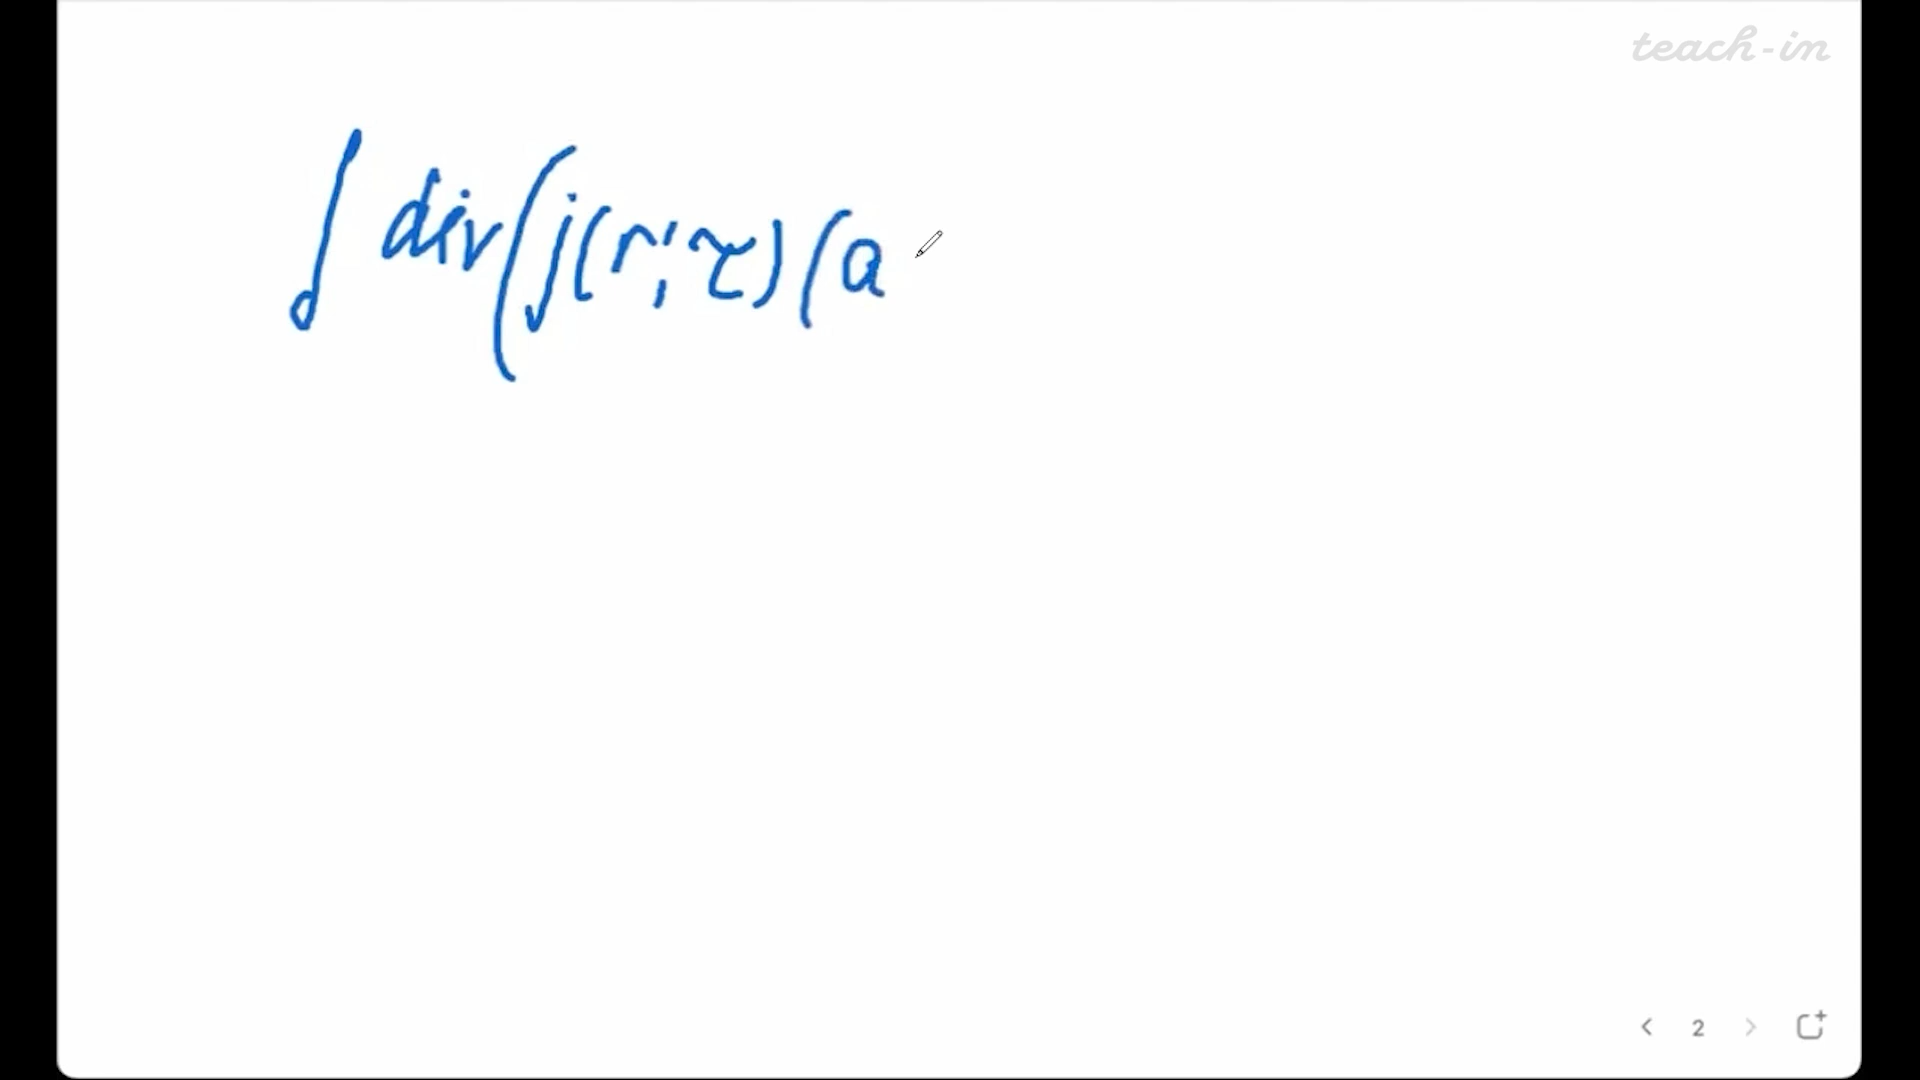 teach-in
∫ div(j(r',τ)(a
2